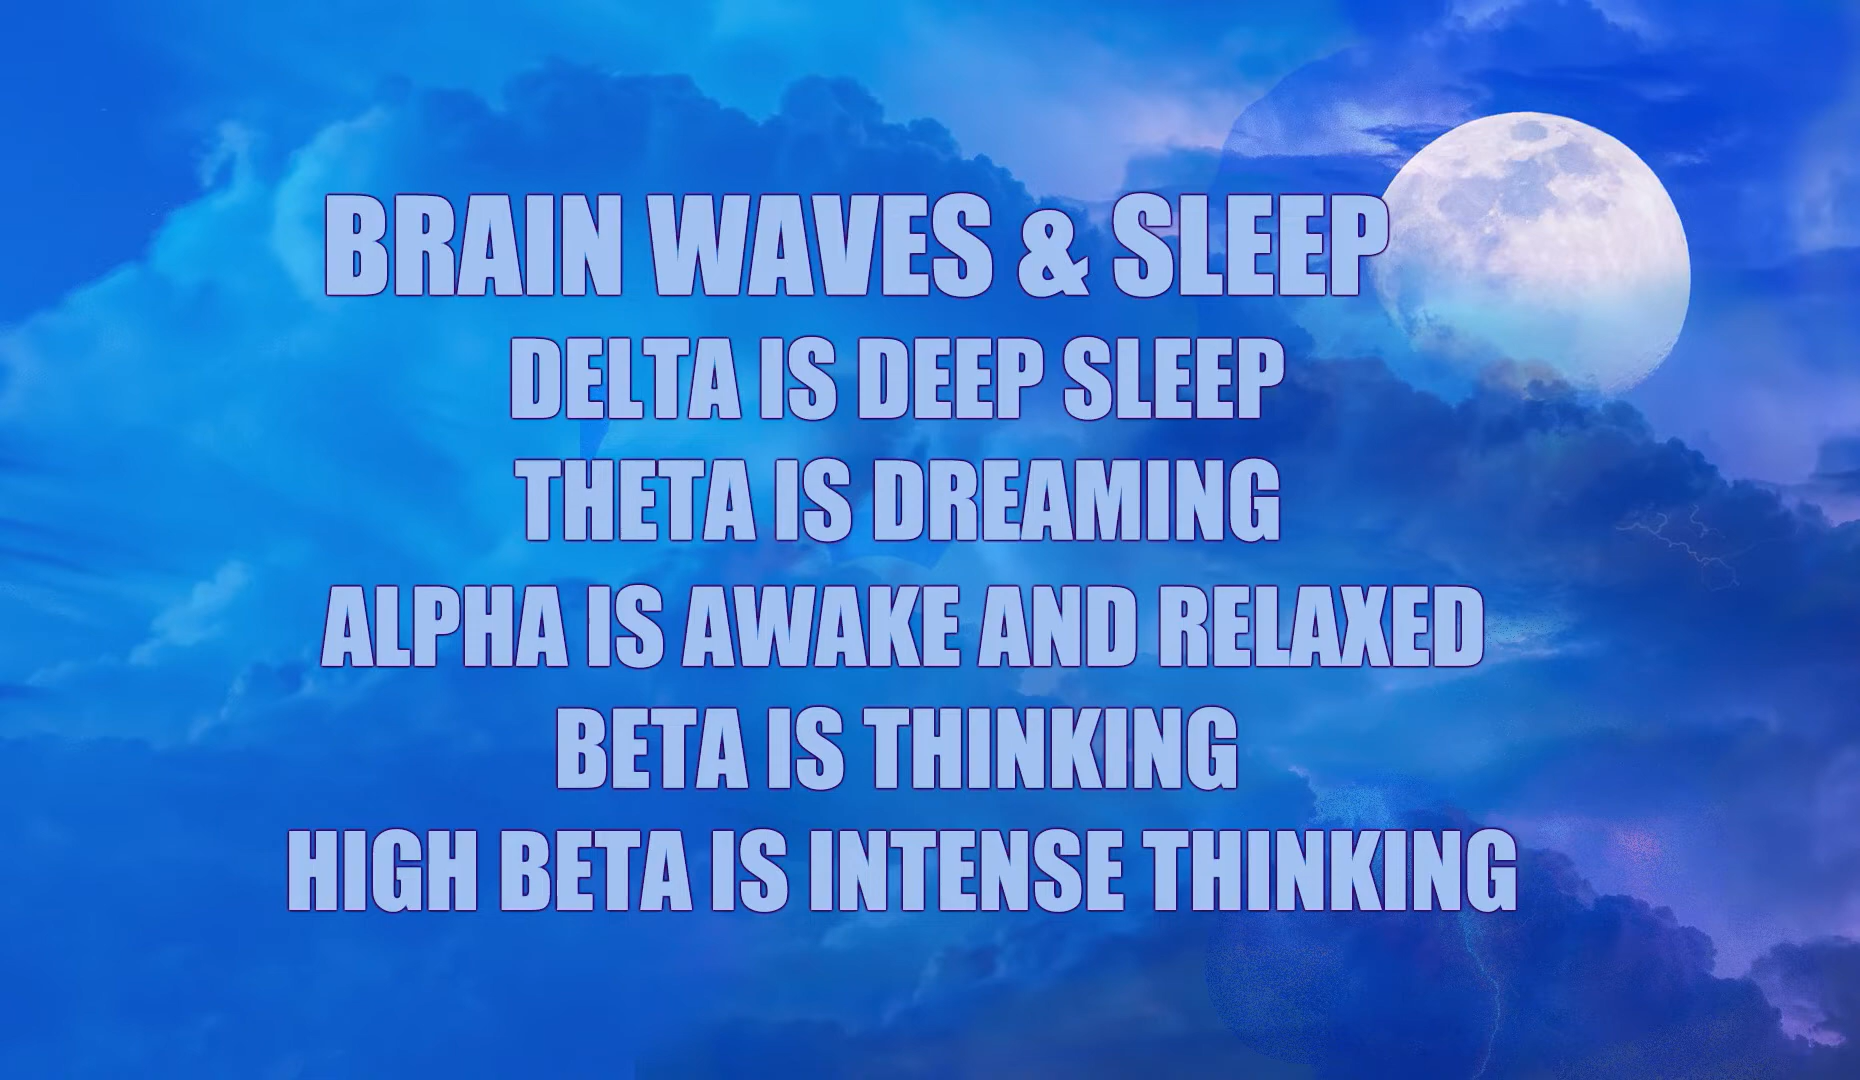 BRAIN WAVES & SLEEP
DELTA IS DEEP SLEEP
THETA IS DREAMING
ALPHA IS AWAKE AND RELAXED
BETA IS THINKING
HIGH BETA IS INTENSE THINKING